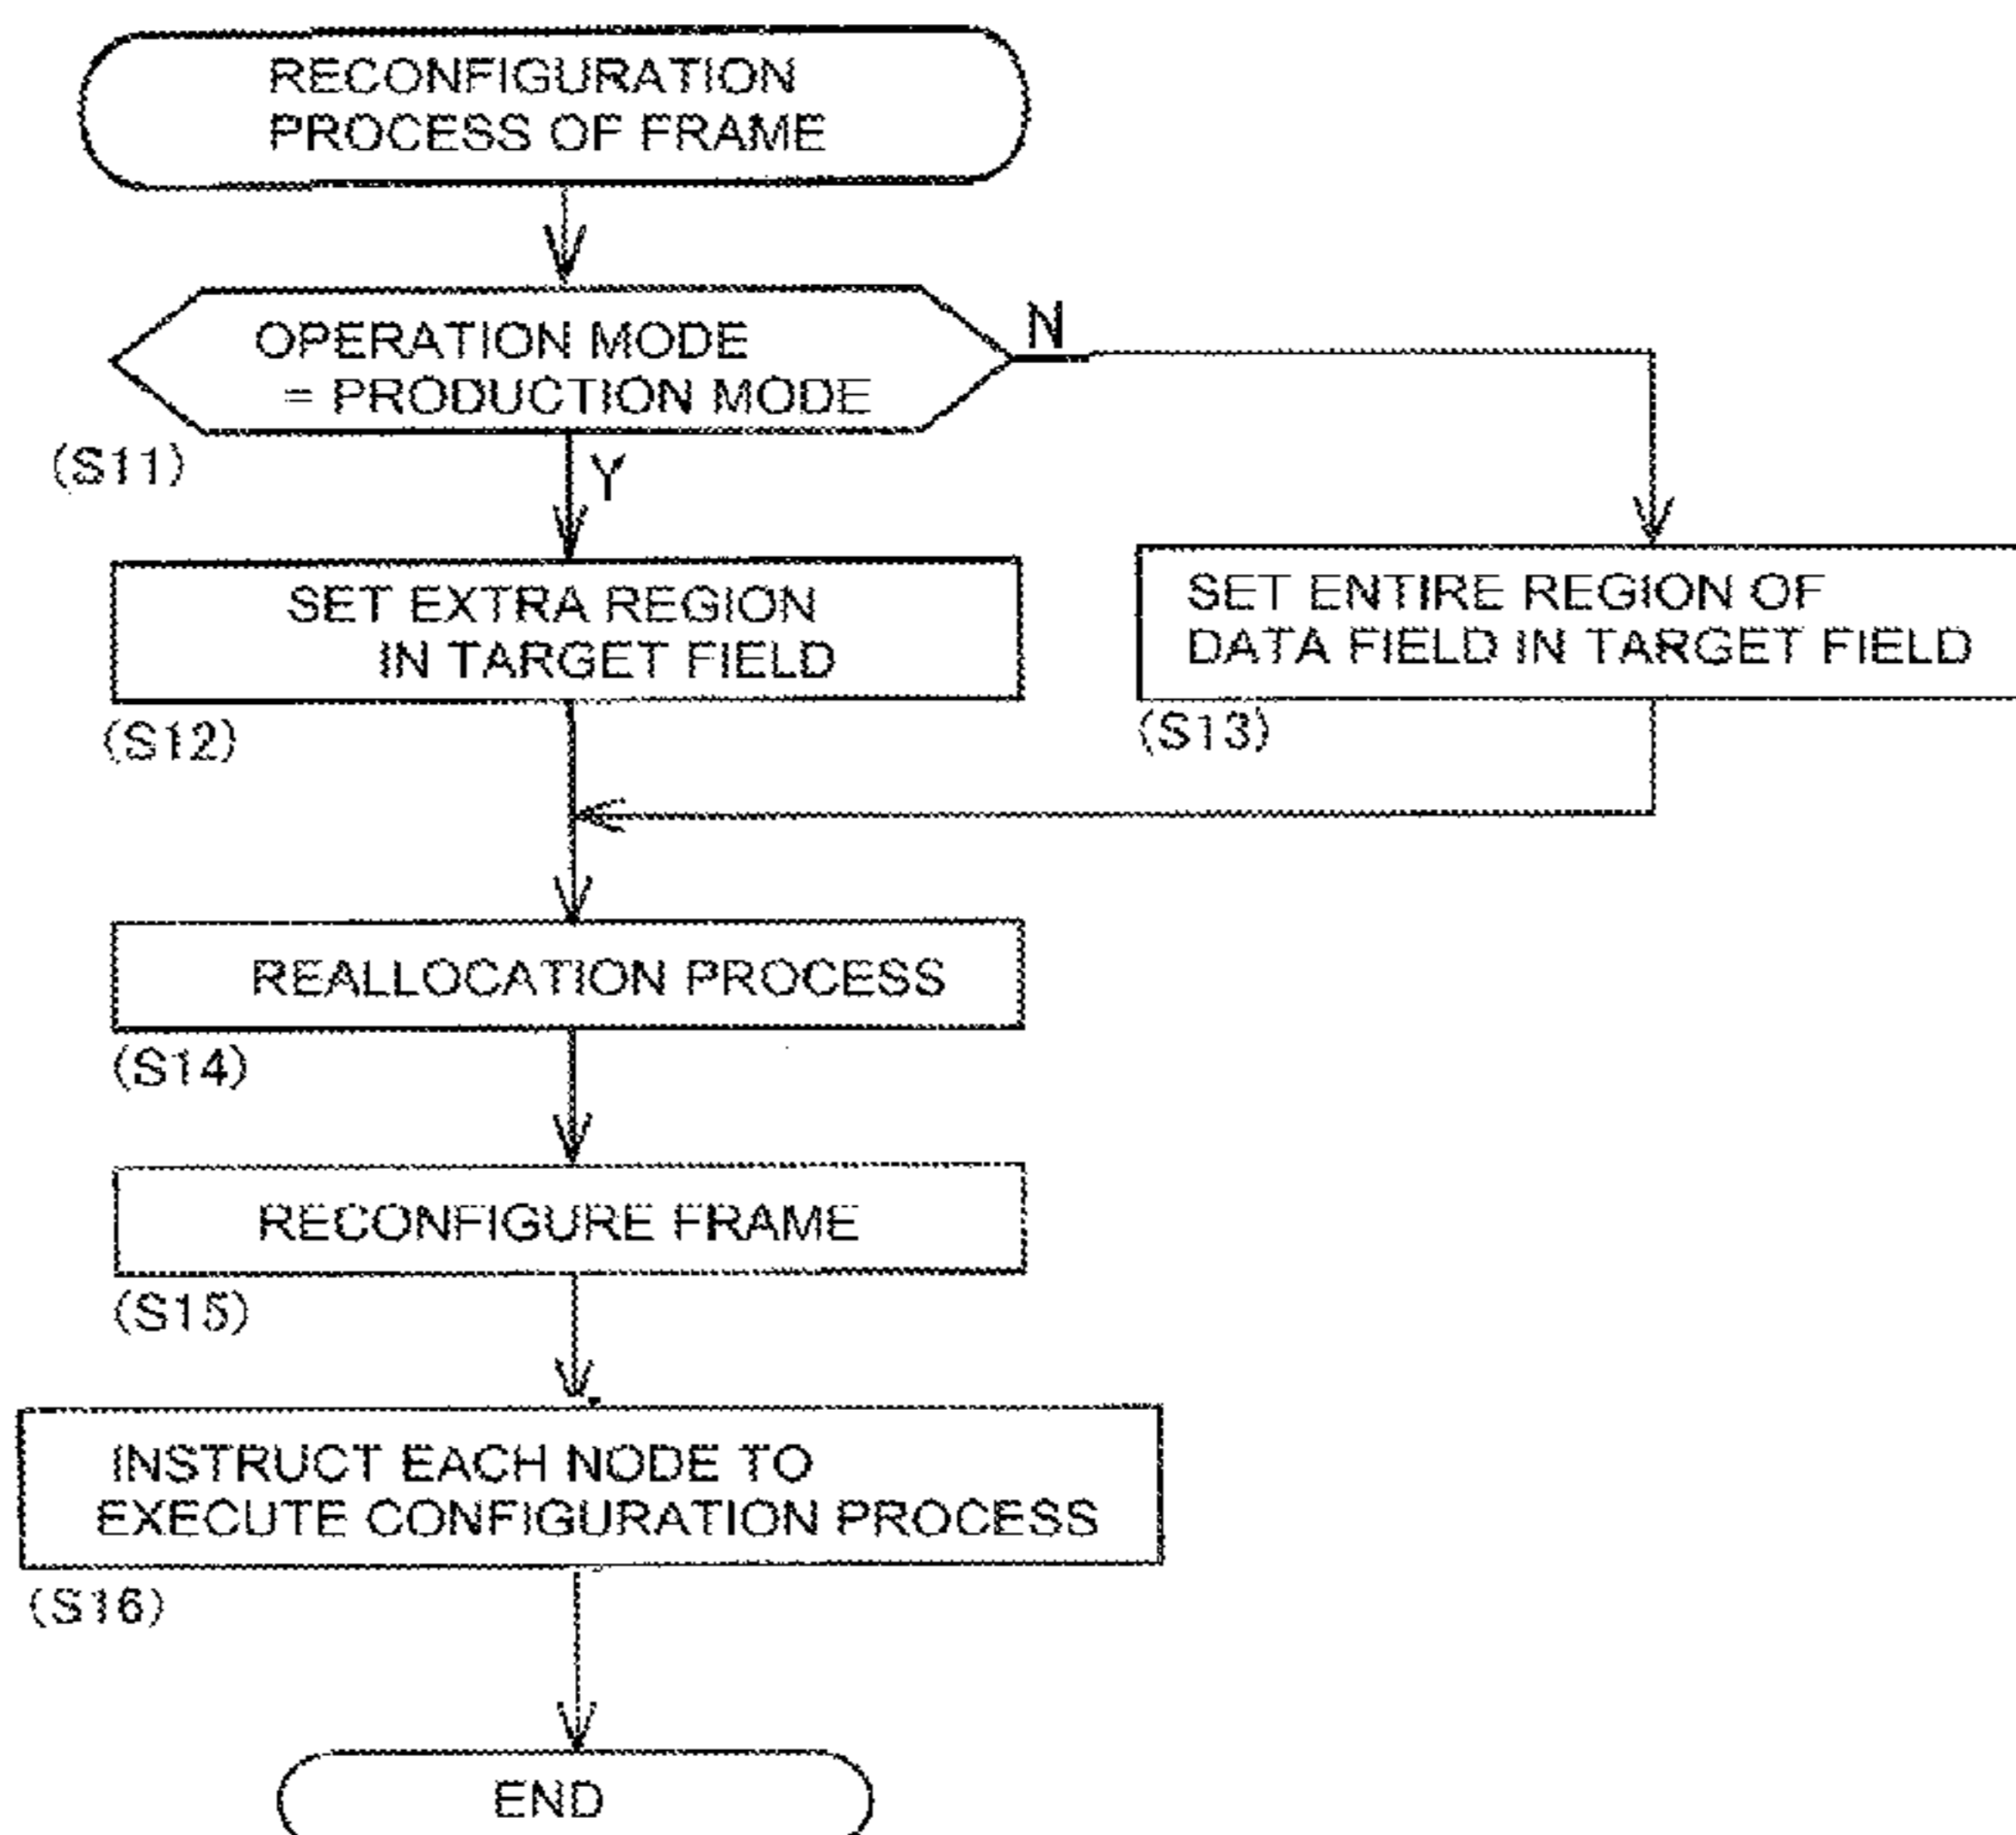 RECONFIGURATION
PROCESS OF FRAME
OPERATION MODE
= PRODUCTION MODE
N
(S11)
Y
SET EXTRA REGION
IN TARGET FIELD
(S12)
SET ENTIRE REGION OF
DATA FIELD IN TARGET FIELD
(S13)
REALLOCATION PROCESS
(S14)
RECONFIGURE FRAME
(S15)
INSTRUCT EACH NODE TO
EXECUTE CONFIGURATION PROCESS
(S16)
END